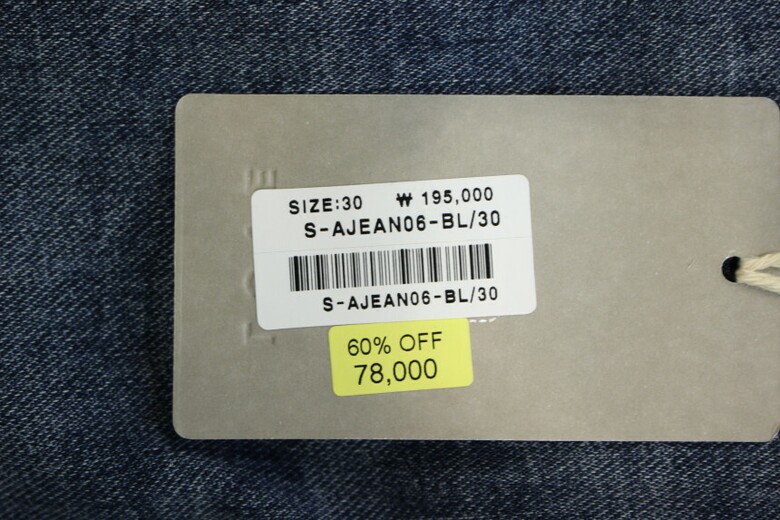 SIZE:30 ₩ 195,000
S-AJEAN06-BL/30
S-AJEAN06-BL/30
60% OFF
78,000